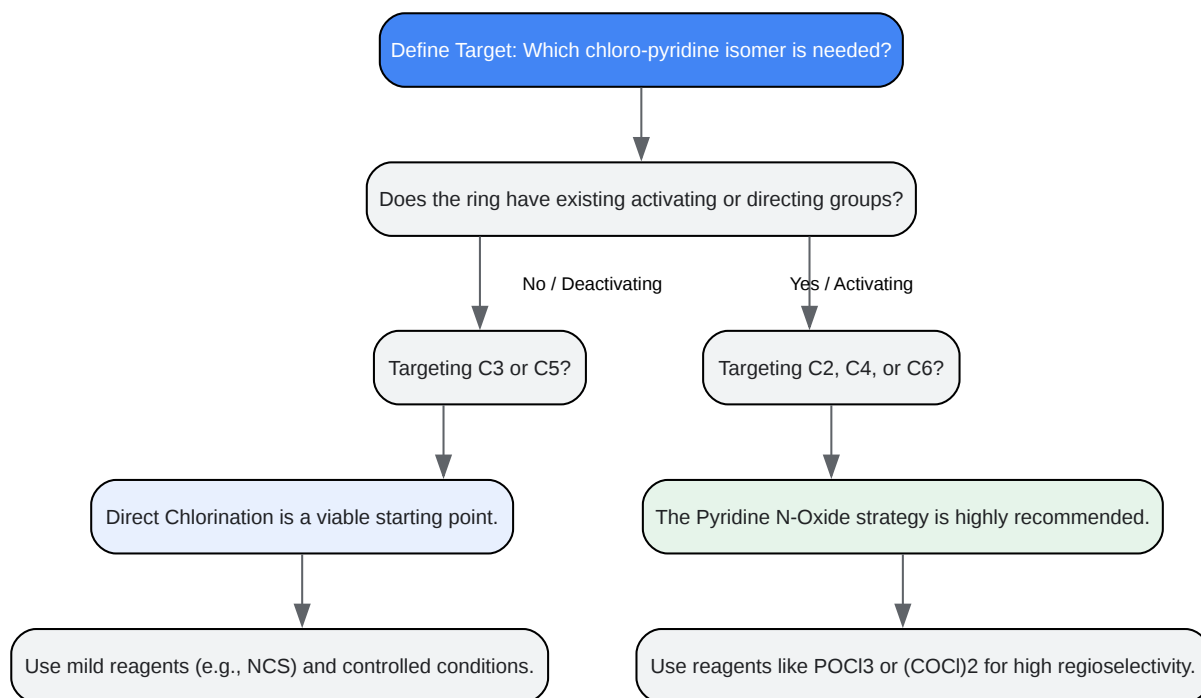 Define Target: Which chloro-pyridine isomer is needed?
Does the ring have existing activating or directing groups?
No / Deactivating
Yes / Activating
Targeting C3 or C5?
Targeting C2, C4, or C6?
Direct Chlorination is a viable starting point.
The Pyridine N-Oxide strategy is highly recommended.
Use mild reagents (e.g., NCS) and controlled conditions.
Use reagents like POCl3 or (COCl)2 for high regioselectivity.